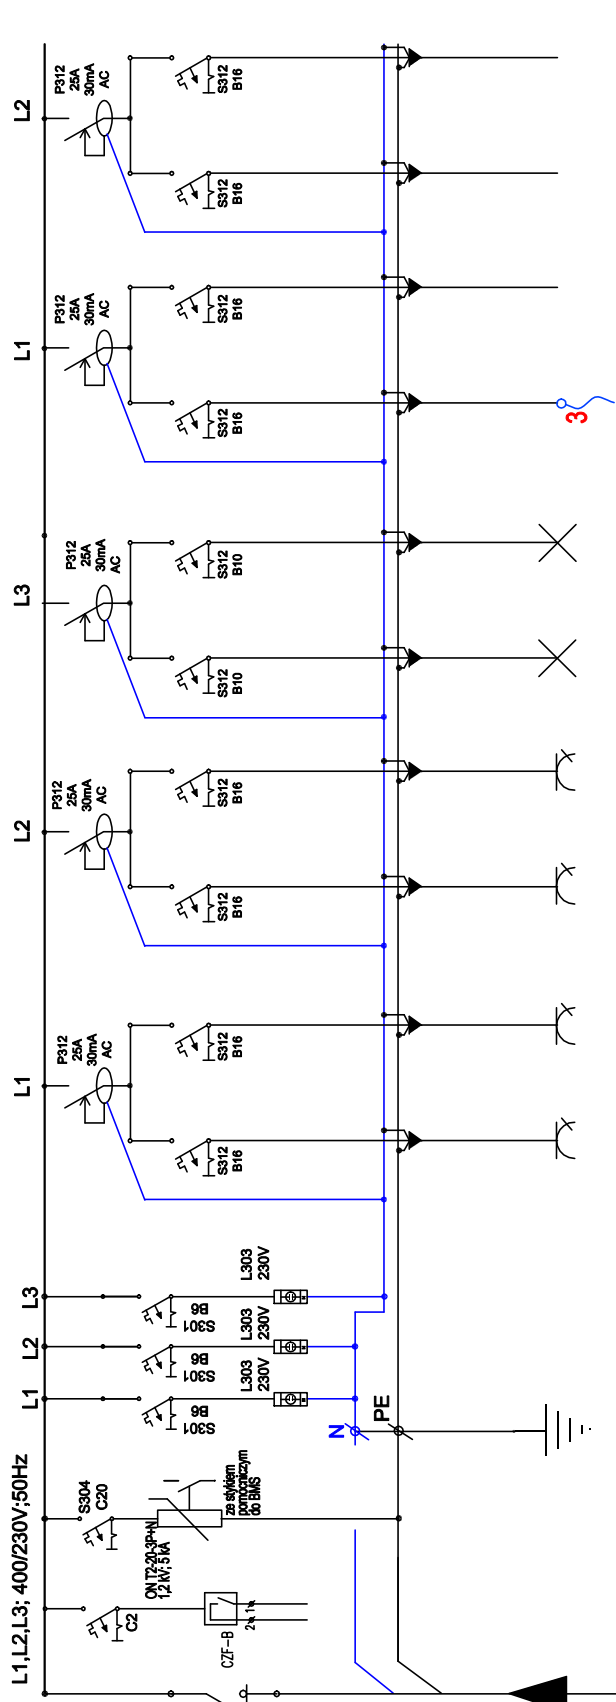 L2
P312
25A
30mA
AC
S312
B16
S312
B16
L1
P312
25A
30mA
AC
S312
B16
S312
B16
3
L3
P312
25A
30mA
AC
S312
B10
S312
B10
L2
P312
25A
30mA
AC
S312
B16
S312
B16
L1
P312
25A
30mA
AC
S312
B16
S312
B16
L3
S301
B6
L303
230V
L2
S301
B6
L303
230V
L1
S301
B6
L303
230V
N
PE
L1,L2,L3; 400/230V;50Hz
S304
C20
ON T2-20-3P+N
1,2 kV; 5 kA
ze stykiem
pomocniczym
do BMS
C2
CZF-B
2
1